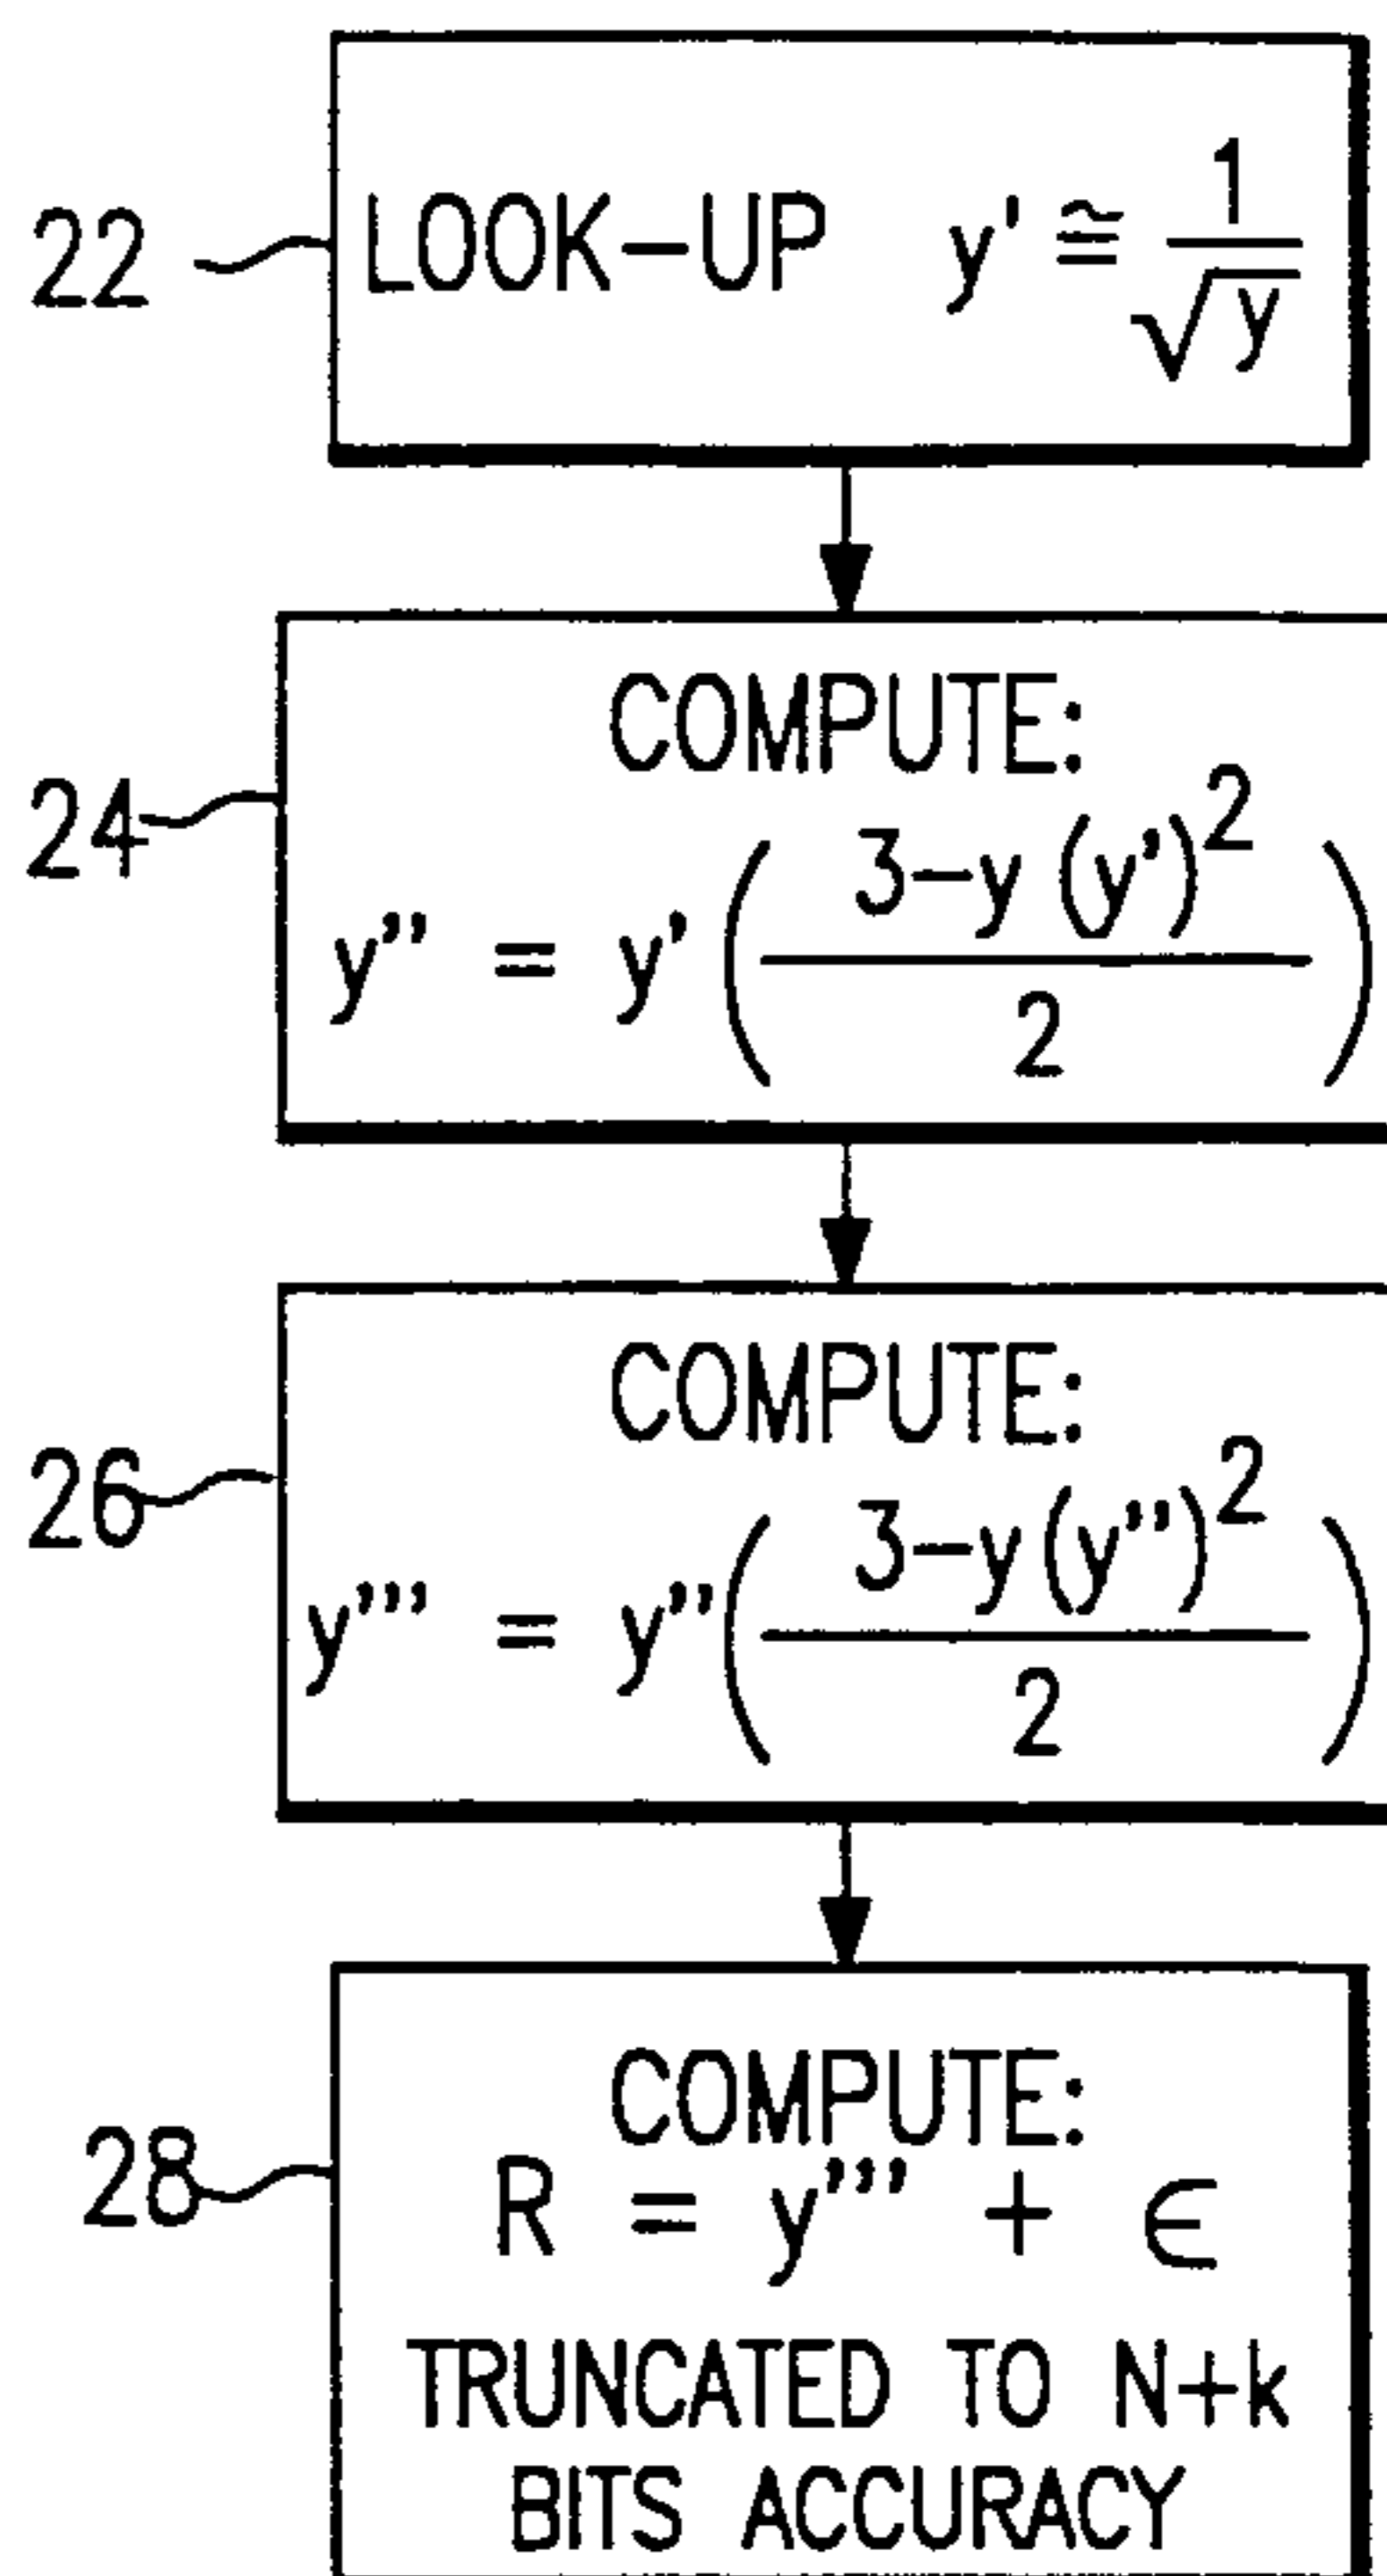 22 LOOK-UP y' ≅ 1/√y
COMPUTE:
24 y'' = y' ( (3-y (y')² / 2 )
COMPUTE:
26 y''' = y'' ( 3-y (y'')² / 2 )
COMPUTE:
28 R = y''' + ∈
TRUNCATED TO N+k
BITS ACCURACY